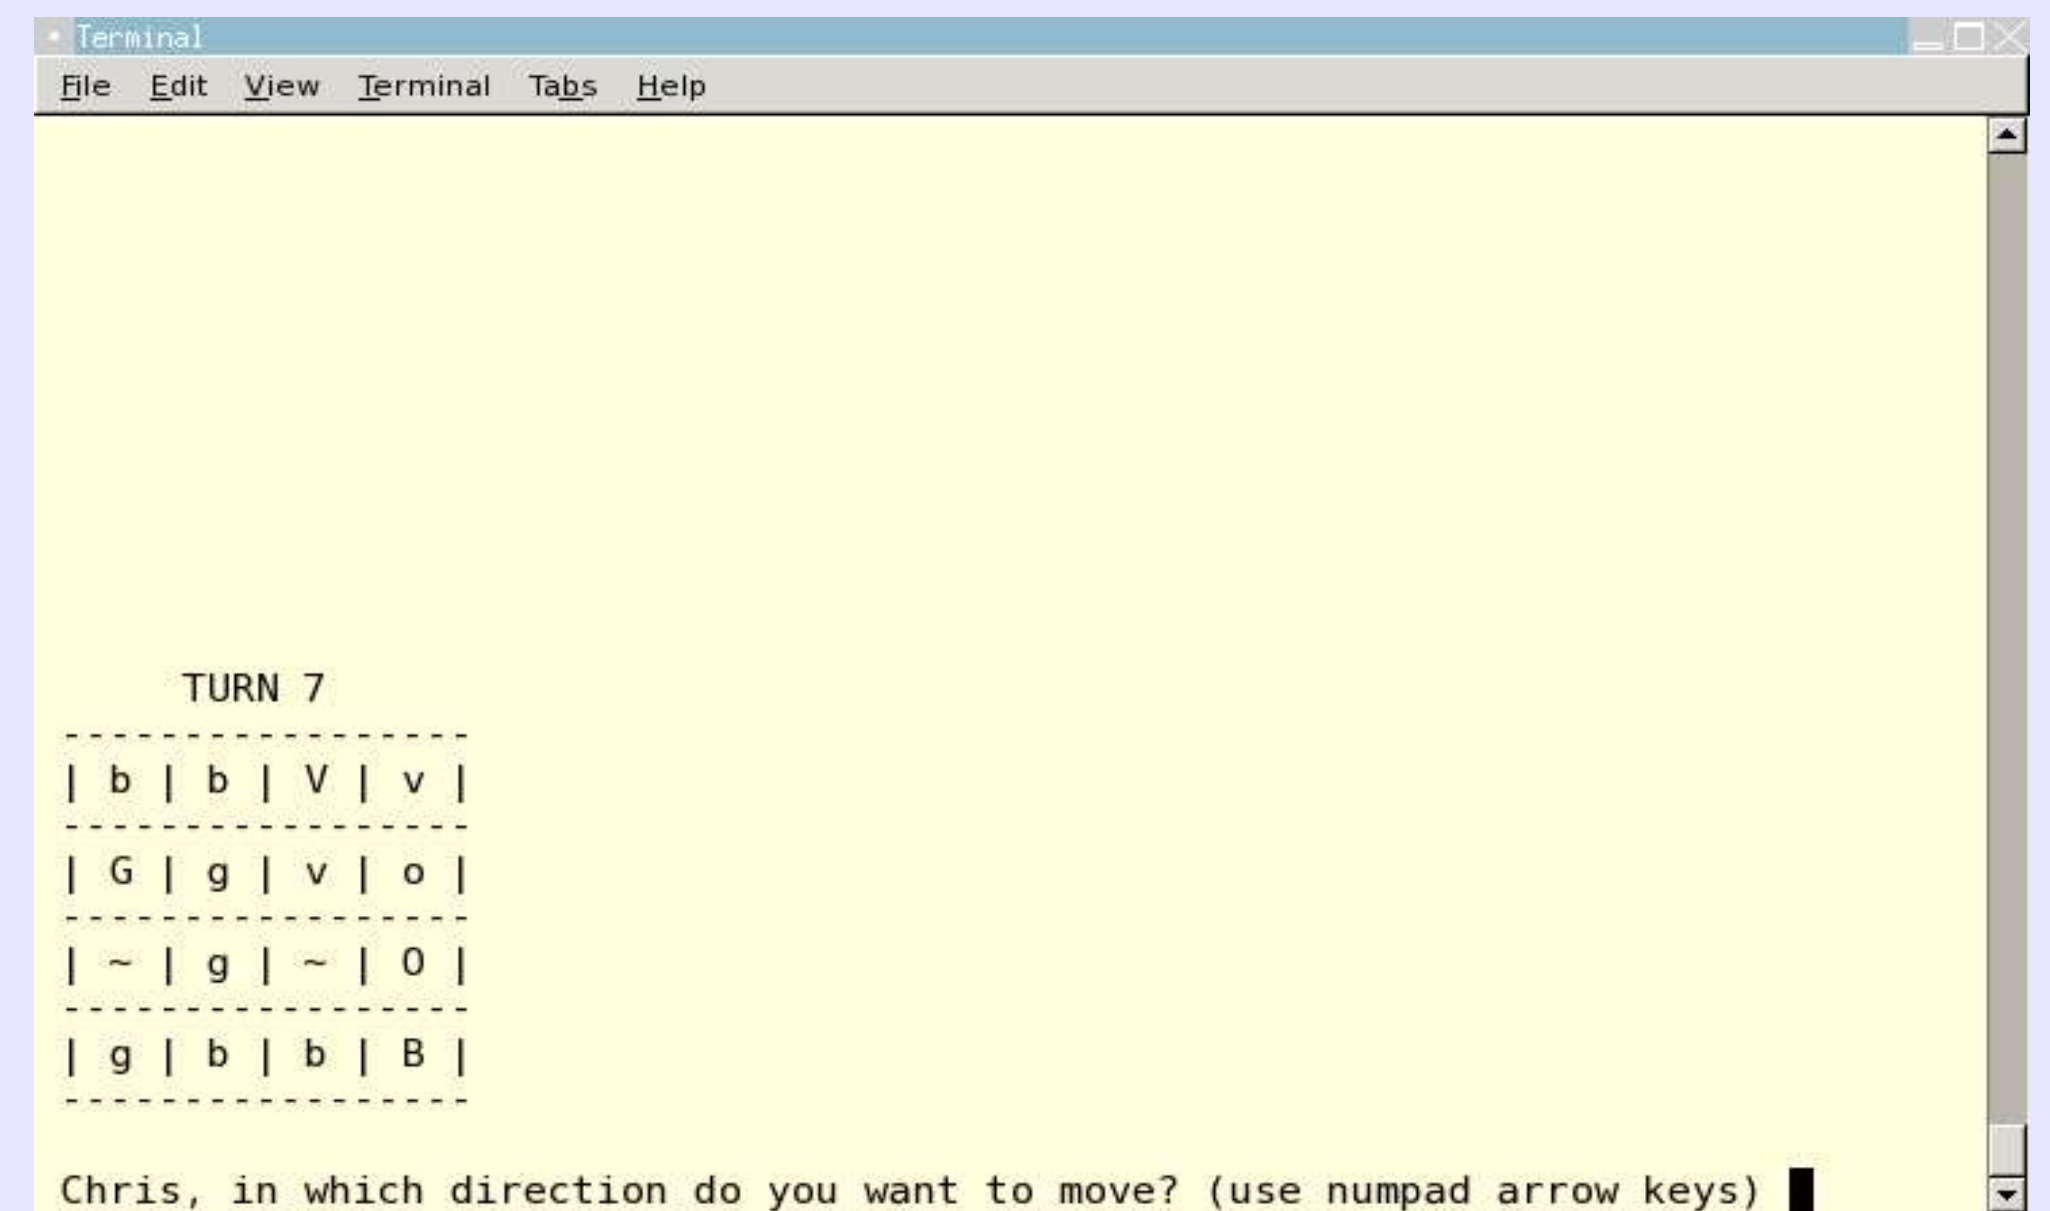 Terminal
File Edit View Terminal Tabs Help
TURN 7
-----------------
| b | b | V | v |
-----------------
| G | g | v | o |
-----------------
| ~ | g | ~ | O |
-----------------
| g | b | b | B |
-----------------
Chris, in which direction do you want to move? (use numpad arrow keys)